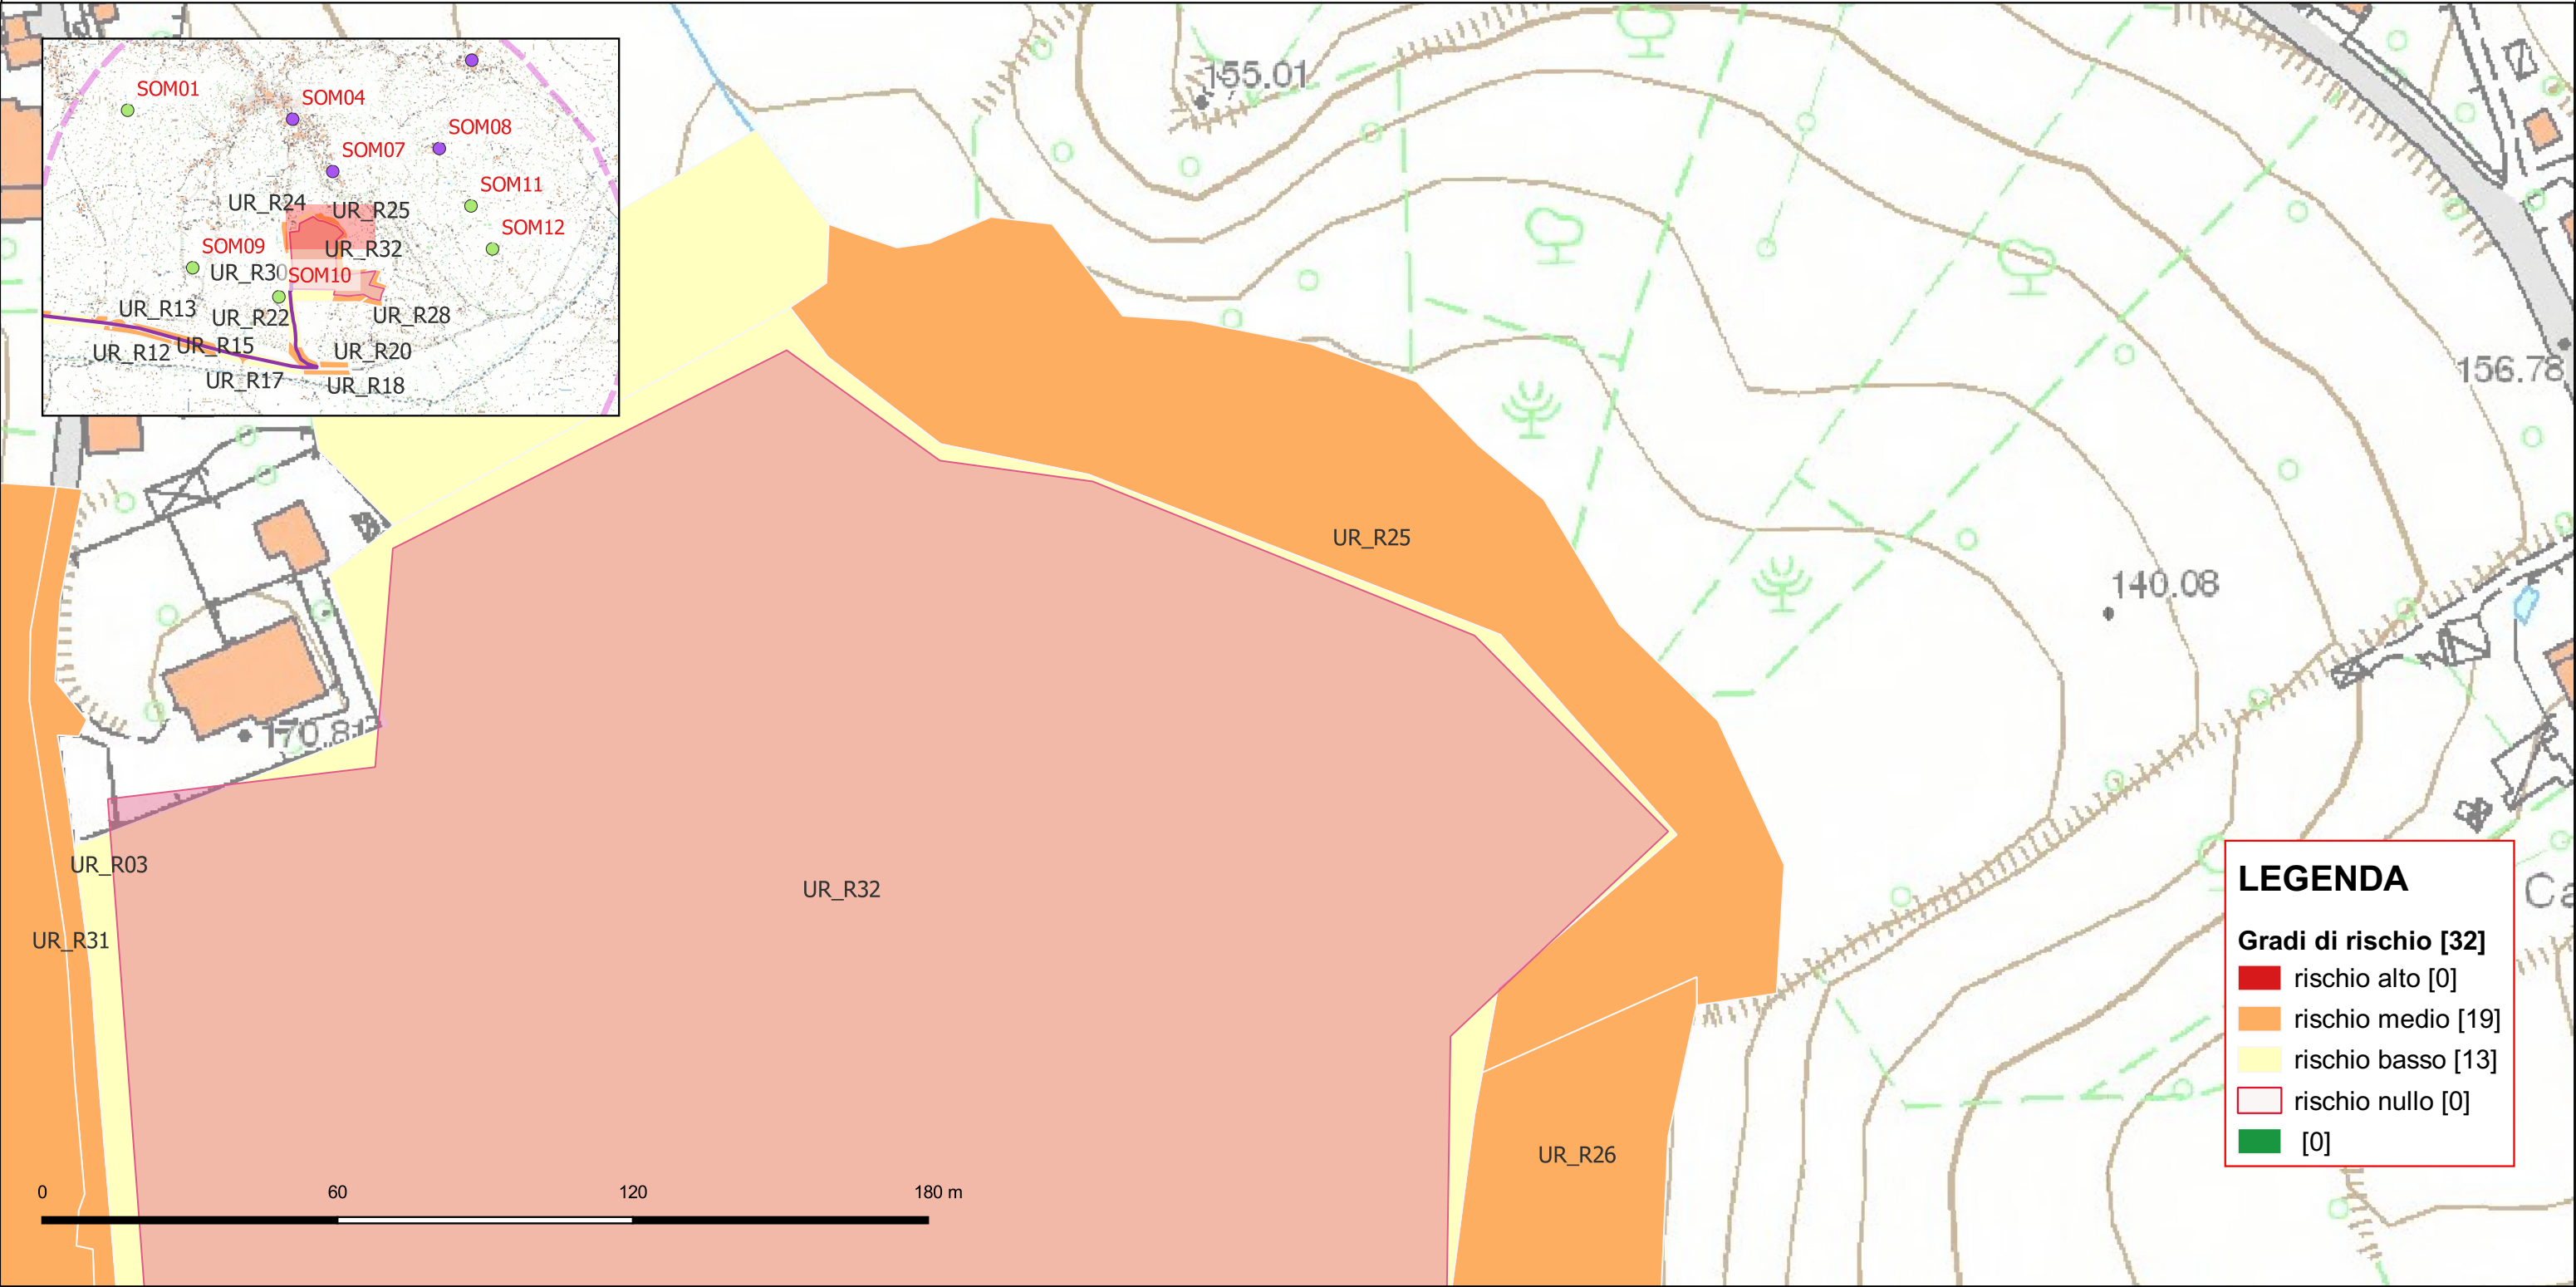 155.01
SOM01
SOM04
SOM08
SOM07
SOM11
UR_R24
UR_R25
SOM12
SOM09
UR_R32
UR_R30
SOM10
UR_R13
UR_R22
UR_R28
UR_R12
UR_R15
UR_R20
UR_R17
UR_R18
156.78
UR_R25
140.08
170.81
UR_R03
UR_R32
UR_R31
UR_R26
Ca
LEGENDA
Gradi di rischio [32]
rischio alto [0]
rischio medio [19]
rischio basso [13]
rischio nullo [0]
[0]
0 60 120 180 m